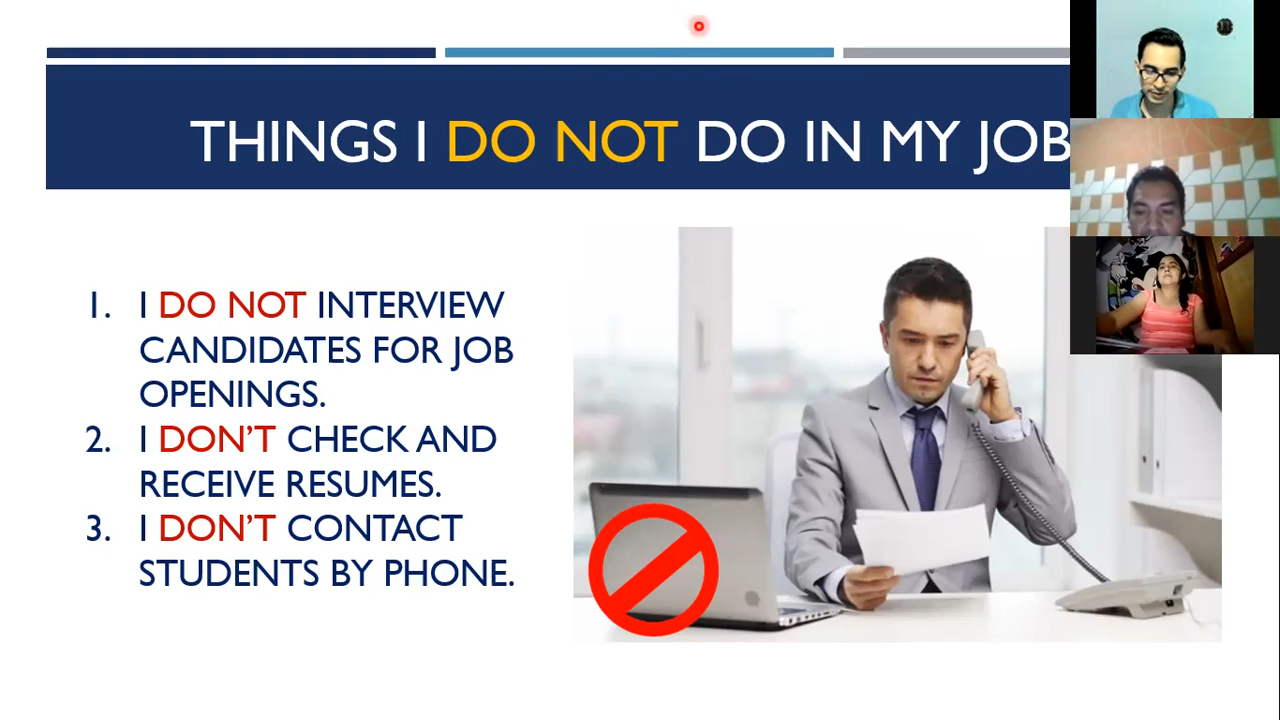 THINGS I DO NOT DO IN MY JOB
1. I DO NOT INTERVIEW
CANDIDATES FOR JOB
OPENINGS.
2. I DON'T CHECK AND
RECEIVE RESUMES.
3. I DON'T CONTACT
STUDENTS BY PHONE.